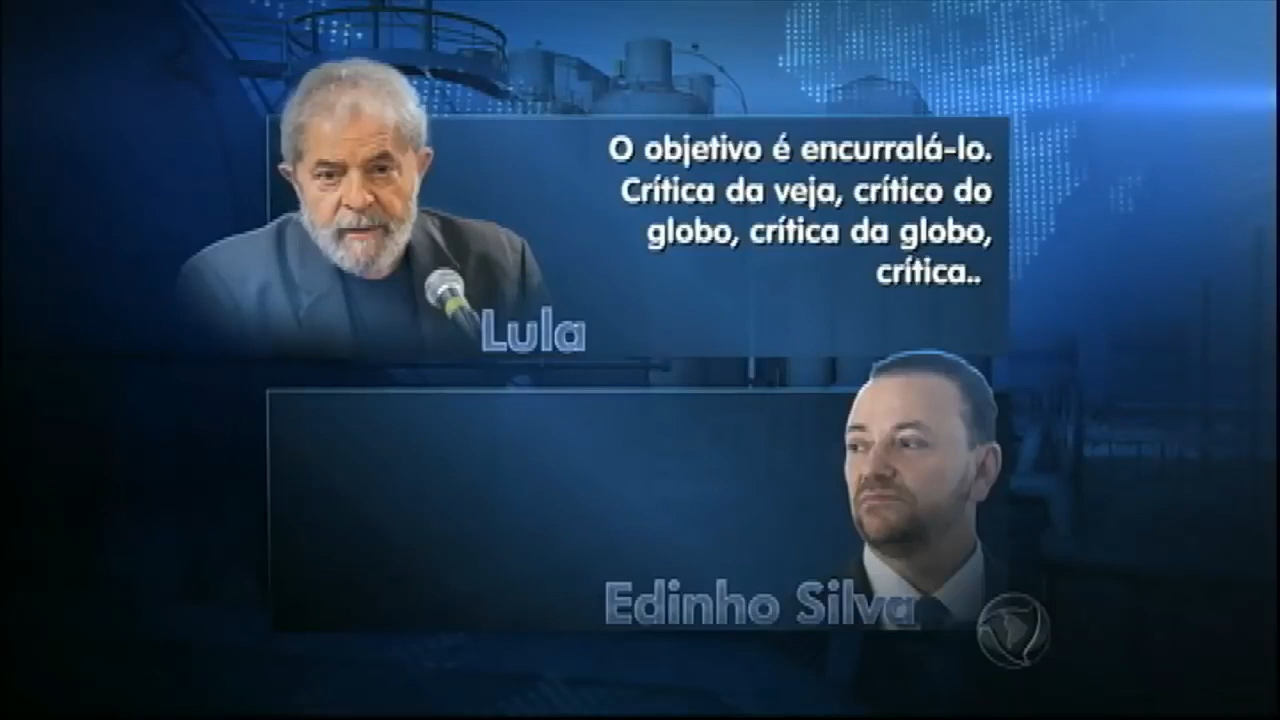 O objetivo é encurralá-lo.
Crítica da veja, crítico do
globo, crítica da globo,
crítica..
Lula
Edinho Silva